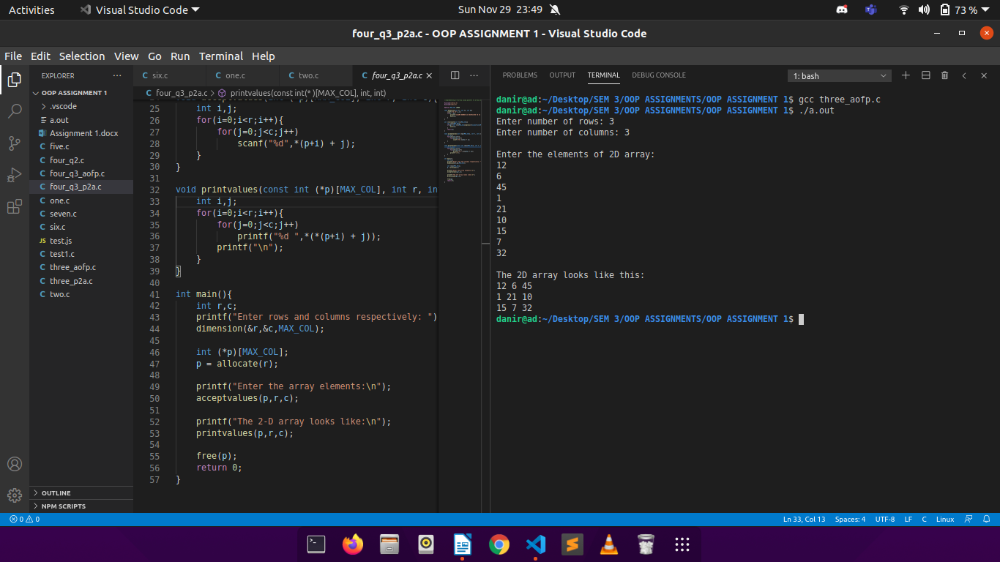 Activities
Visual Studio Code
Sun Nov 29 23:49
73 %
four_q3_p2a.c - OOP ASSIGNMENT 1 - Visual Studio Code
File Edit Selection View Go Run Terminal Help
EXPLORER ···
OOP ASSIGNMENT 1
.vscode
a.out
Assignment 1.docx
five.c
four_q2.c
four_q3_aofp.c
four_q3_p2a.c
one.c
seven.c
six.c
JS test.js
test1.c
three_aofp.c
three_p2a.c
two.c
OUTLINE
NPM SCRIPTS
C six.c C one.c C two.c C four_q3_p2a.c
C four_q3_p2a.c > printvalues(const int(* )[MAX_COL], int, int)
25 int i,j;
26 for(i=0;i<r;i++){
27 for(j=0;j<c;j++)
28 scanf("%d",*(p+i) + j);
29 }
30 }
31
32 void printvalues(const int (*p)[MAX_COL], int r, in
33 int i,j;
34 for(i=0;i<r;i++){
35 for(j=0;j<c;j++)
36 printf("%d ",*(*(p+i) + j));
37 printf("\n");
38 }
39 }
40
41 int main(){
42 int r,c;
43 printf("Enter rows and columns respectively: ")
44 dimension(&r,&c,MAX_COL);
45
46 int (*p)[MAX_COL];
47 p = allocate(r);
48
49 printf("Enter the array elements:\n");
50 acceptvalues(p,r,c);
51
52 printf("The 2-D array looks like:\n");
53 printvalues(p,r,c);
54
55 free(p);
56 return 0;
57 }
PROBLEMS OUTPUT TERMINAL DEBUG CONSOLE
1: bash
danir@ad:~/Desktop/SEM 3/OOP ASSIGNMENTS/OOP ASSIGNMENT 1$ gcc three_aofp.c
danir@ad:~/Desktop/SEM 3/OOP ASSIGNMENTS/OOP ASSIGNMENT 1$ ./a.out
Enter number of rows: 3
Enter number of columns: 3
Enter the elements of 2D array:
12
6
45
1
21
10
15
7
32
The 2D array looks like this:
12 6 45
1 21 10
15 7 32
danir@ad:~/Desktop/SEM 3/OOP ASSIGNMENTS/OOP ASSIGNMENT 1$
0 0
Ln 33, Col 13 Spaces: 4 UTF-8 LF C Linux